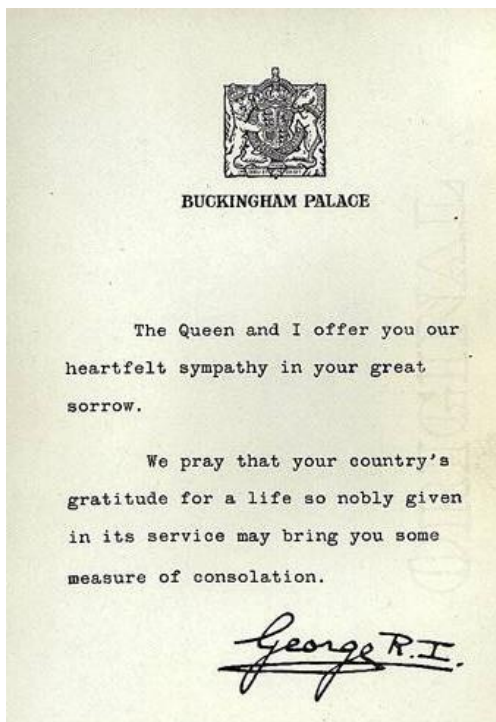 BUCKINGHAM PALACE
The Queen and I offer you our
heartfelt sympathy in your great
sorrow.
We pray that your country's
gratitude for a life so nobly given
in its service may bring you some
measure of consolation.
George R.I.